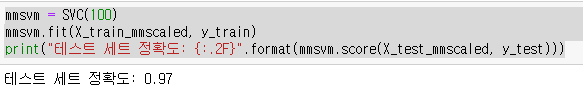 mmsvm = SVC(100)
mmsvm.fit(X_train_mmscaled, y_train)
print("테스트 세트 정확도: {:.2F}".format(mmsvm.score(X_test_mmscaled, y_test)))
테스트 세트 정확도: 0.97